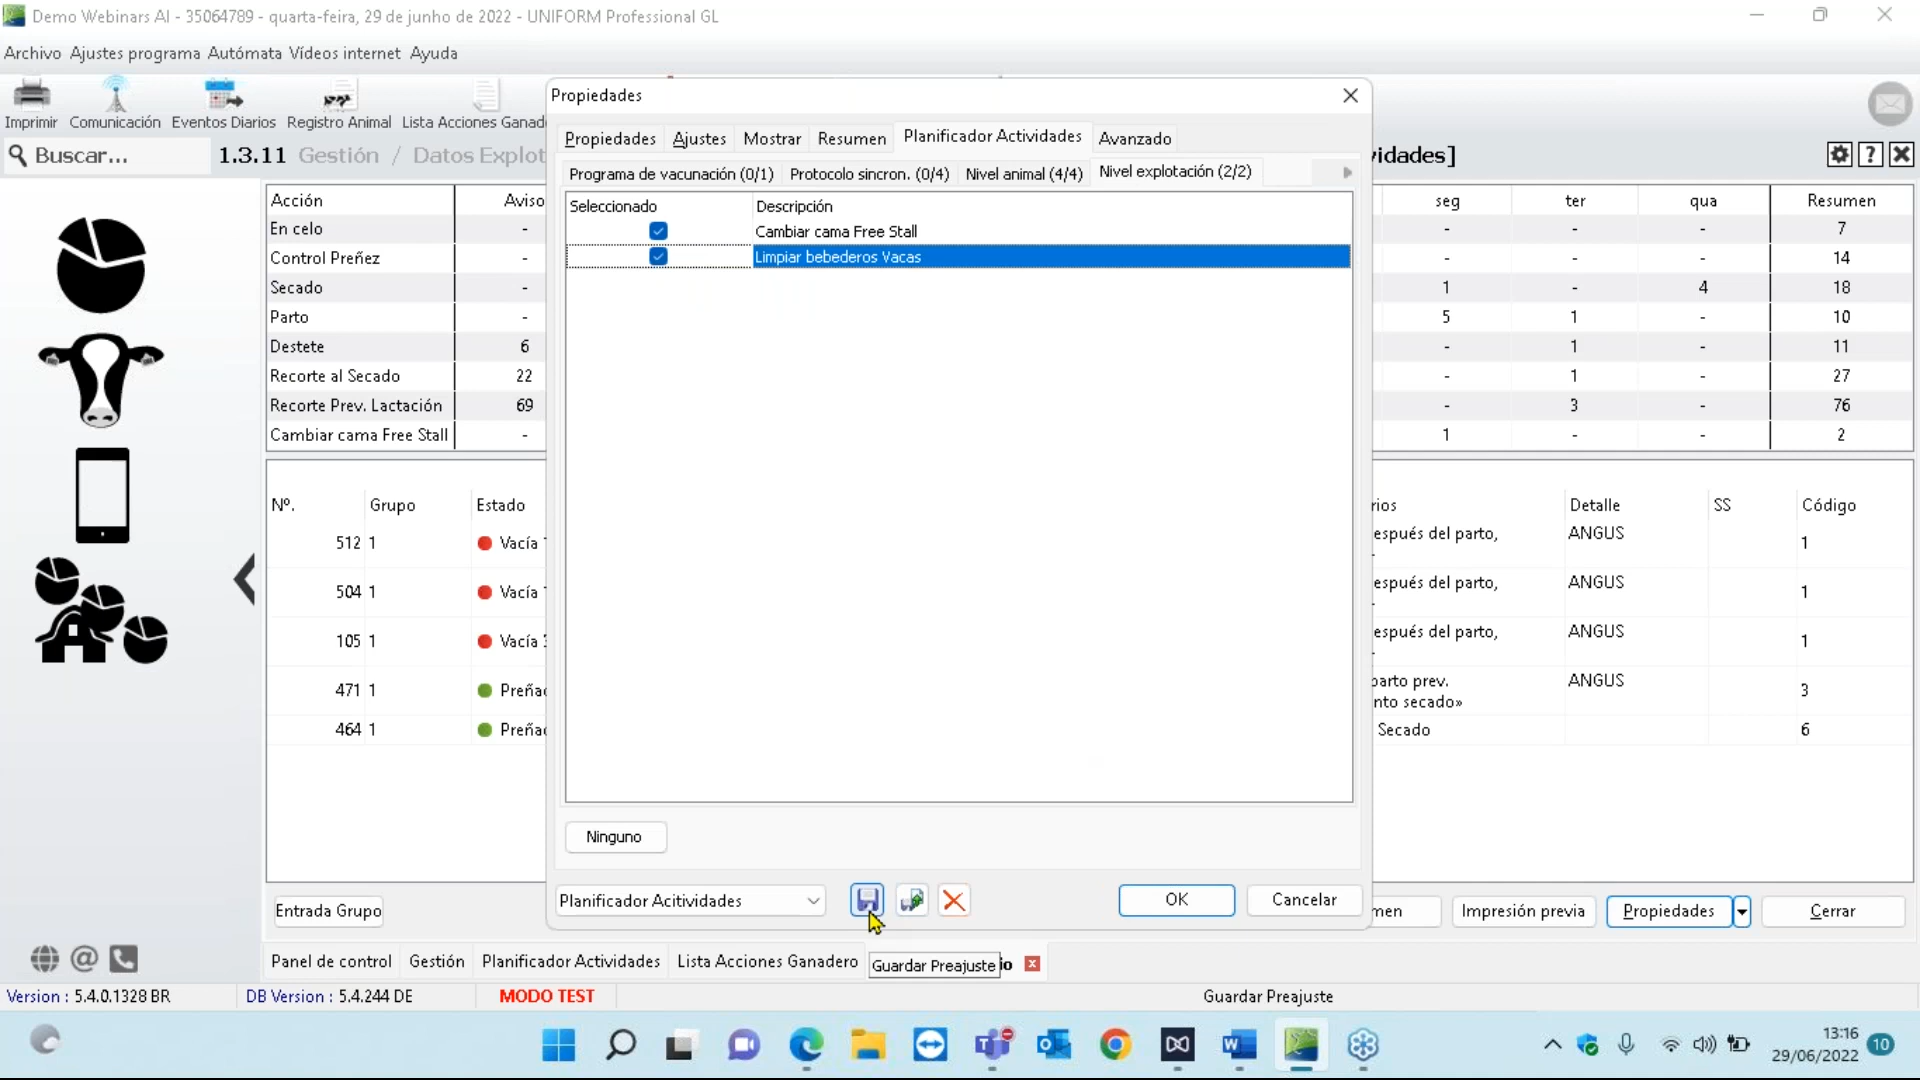 Demo Webinars AI - 35064789 - quarta-feira, 29 de junho de 2022 - UNIFORM Professional GL
Archivo Ajustes programa Autómata Vídeos internet Ayuda
Imprimir Comunicación Eventos Diarios Registro Animal Lista Acciones Ganad
Buscar... 1.3.11 Gestión / Datos Explot idades] ?
Propiedades
Propiedades Ajustes Mostrar Resumen Planificador Actividades Avanzado
Programa de vacunación (0/1) Protocolo sincron. (0/4) Nivel animal (4/4) Nivel explotación (2/2)
Seleccionado Descripción
Cambiar cama Free Stall
Limpiar bebederos Vacas
Ninguno
Planificador Acitividades OK Cancelar
Acción Aviso seg ter qua Resumen
En celo - - - - 7
Control Preñez - - - - 14
Secado - 1 - 4 18
Parto - 5 1 - 10
Destete 6 - 1 - 11
Recorte al Secado 22 - 1 - 27
Recorte Prev. Lactación 69 - 3 - 76
Cambiar cama Free Stall - 1 - - 2
Nº. Grupo Estado rios Detalle SS Código
512 1 Vacía espués del parto, ANGUS 1
504 1 Vacía espués del parto, ANGUS 1
105 1 Vacía espués del parto, ANGUS 1
471 1 Preñad parto prev. ANGUS 3
nto secado»
464 1 Preñad Secado 6
Entrada Grupo men Impresión previa Propiedades Cerrar
Panel de control Gestión Planificador Actividades Lista Acciones Ganadero Guardar Preajuste io
Version : 5.4.0.1328 BR DB Version : 5.4.244 DE MODO TEST Guardar Preajuste
13:16
29/06/2022 10